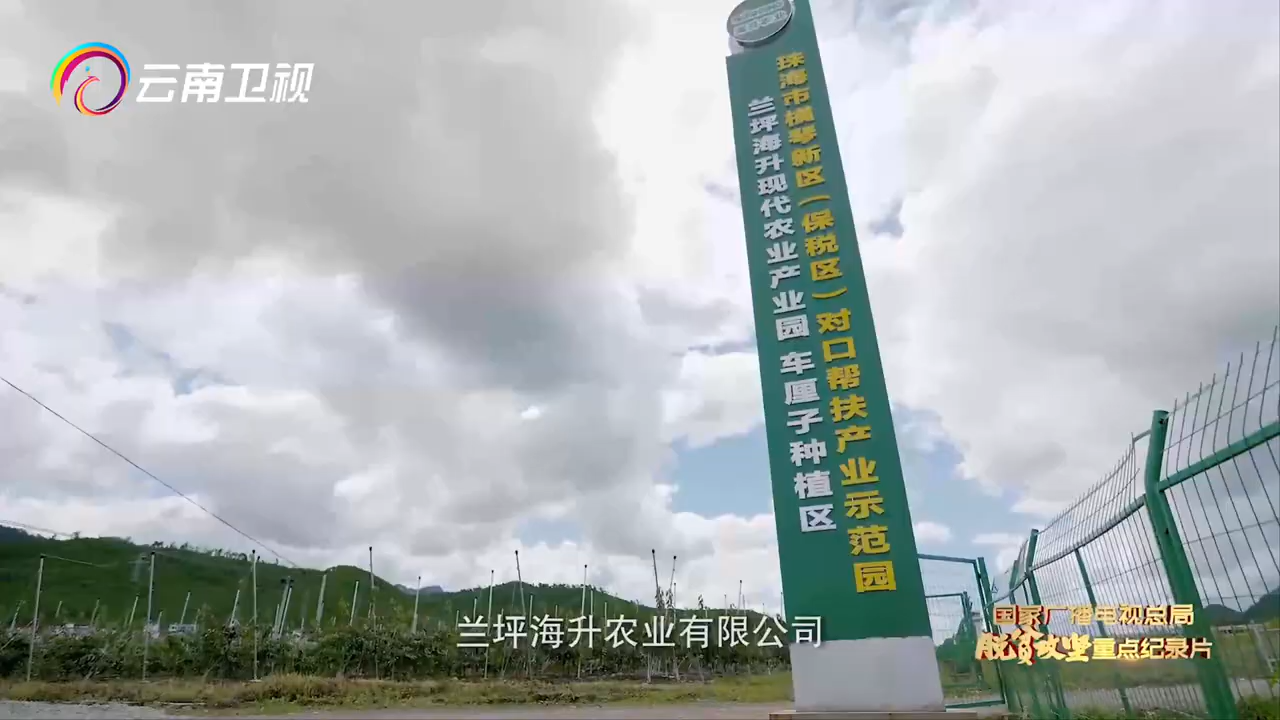 云南卫视
珠海市横琴新区（保税区）对口帮扶产业示范园
兰坪海升现代农业产业园 车厘子种植区
兰坪海升农业有限公司
国家广播电视总局
脱贫攻坚重点纪录片